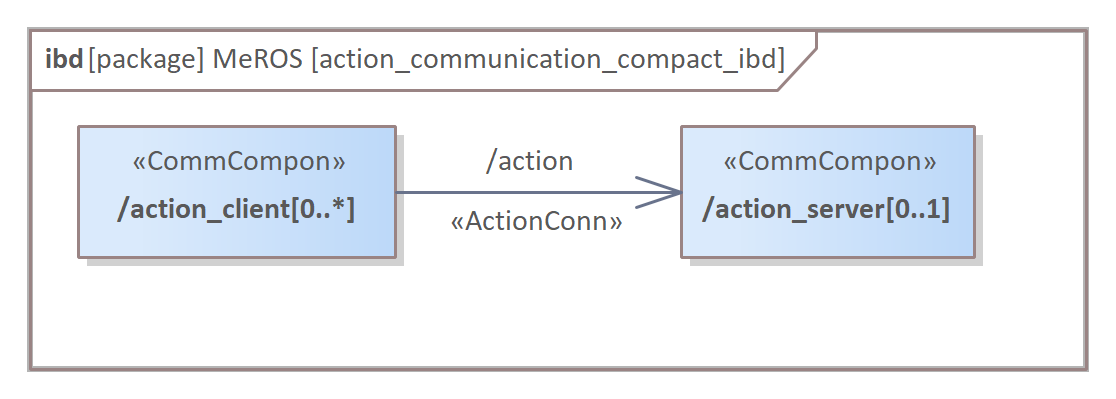 ibd [package] MeROS [action_communication_compact_ibd]
«CommCompon»
/action_client[0..*]
/action
«ActionConn»
«CommCompon»
/action_server[0..1]